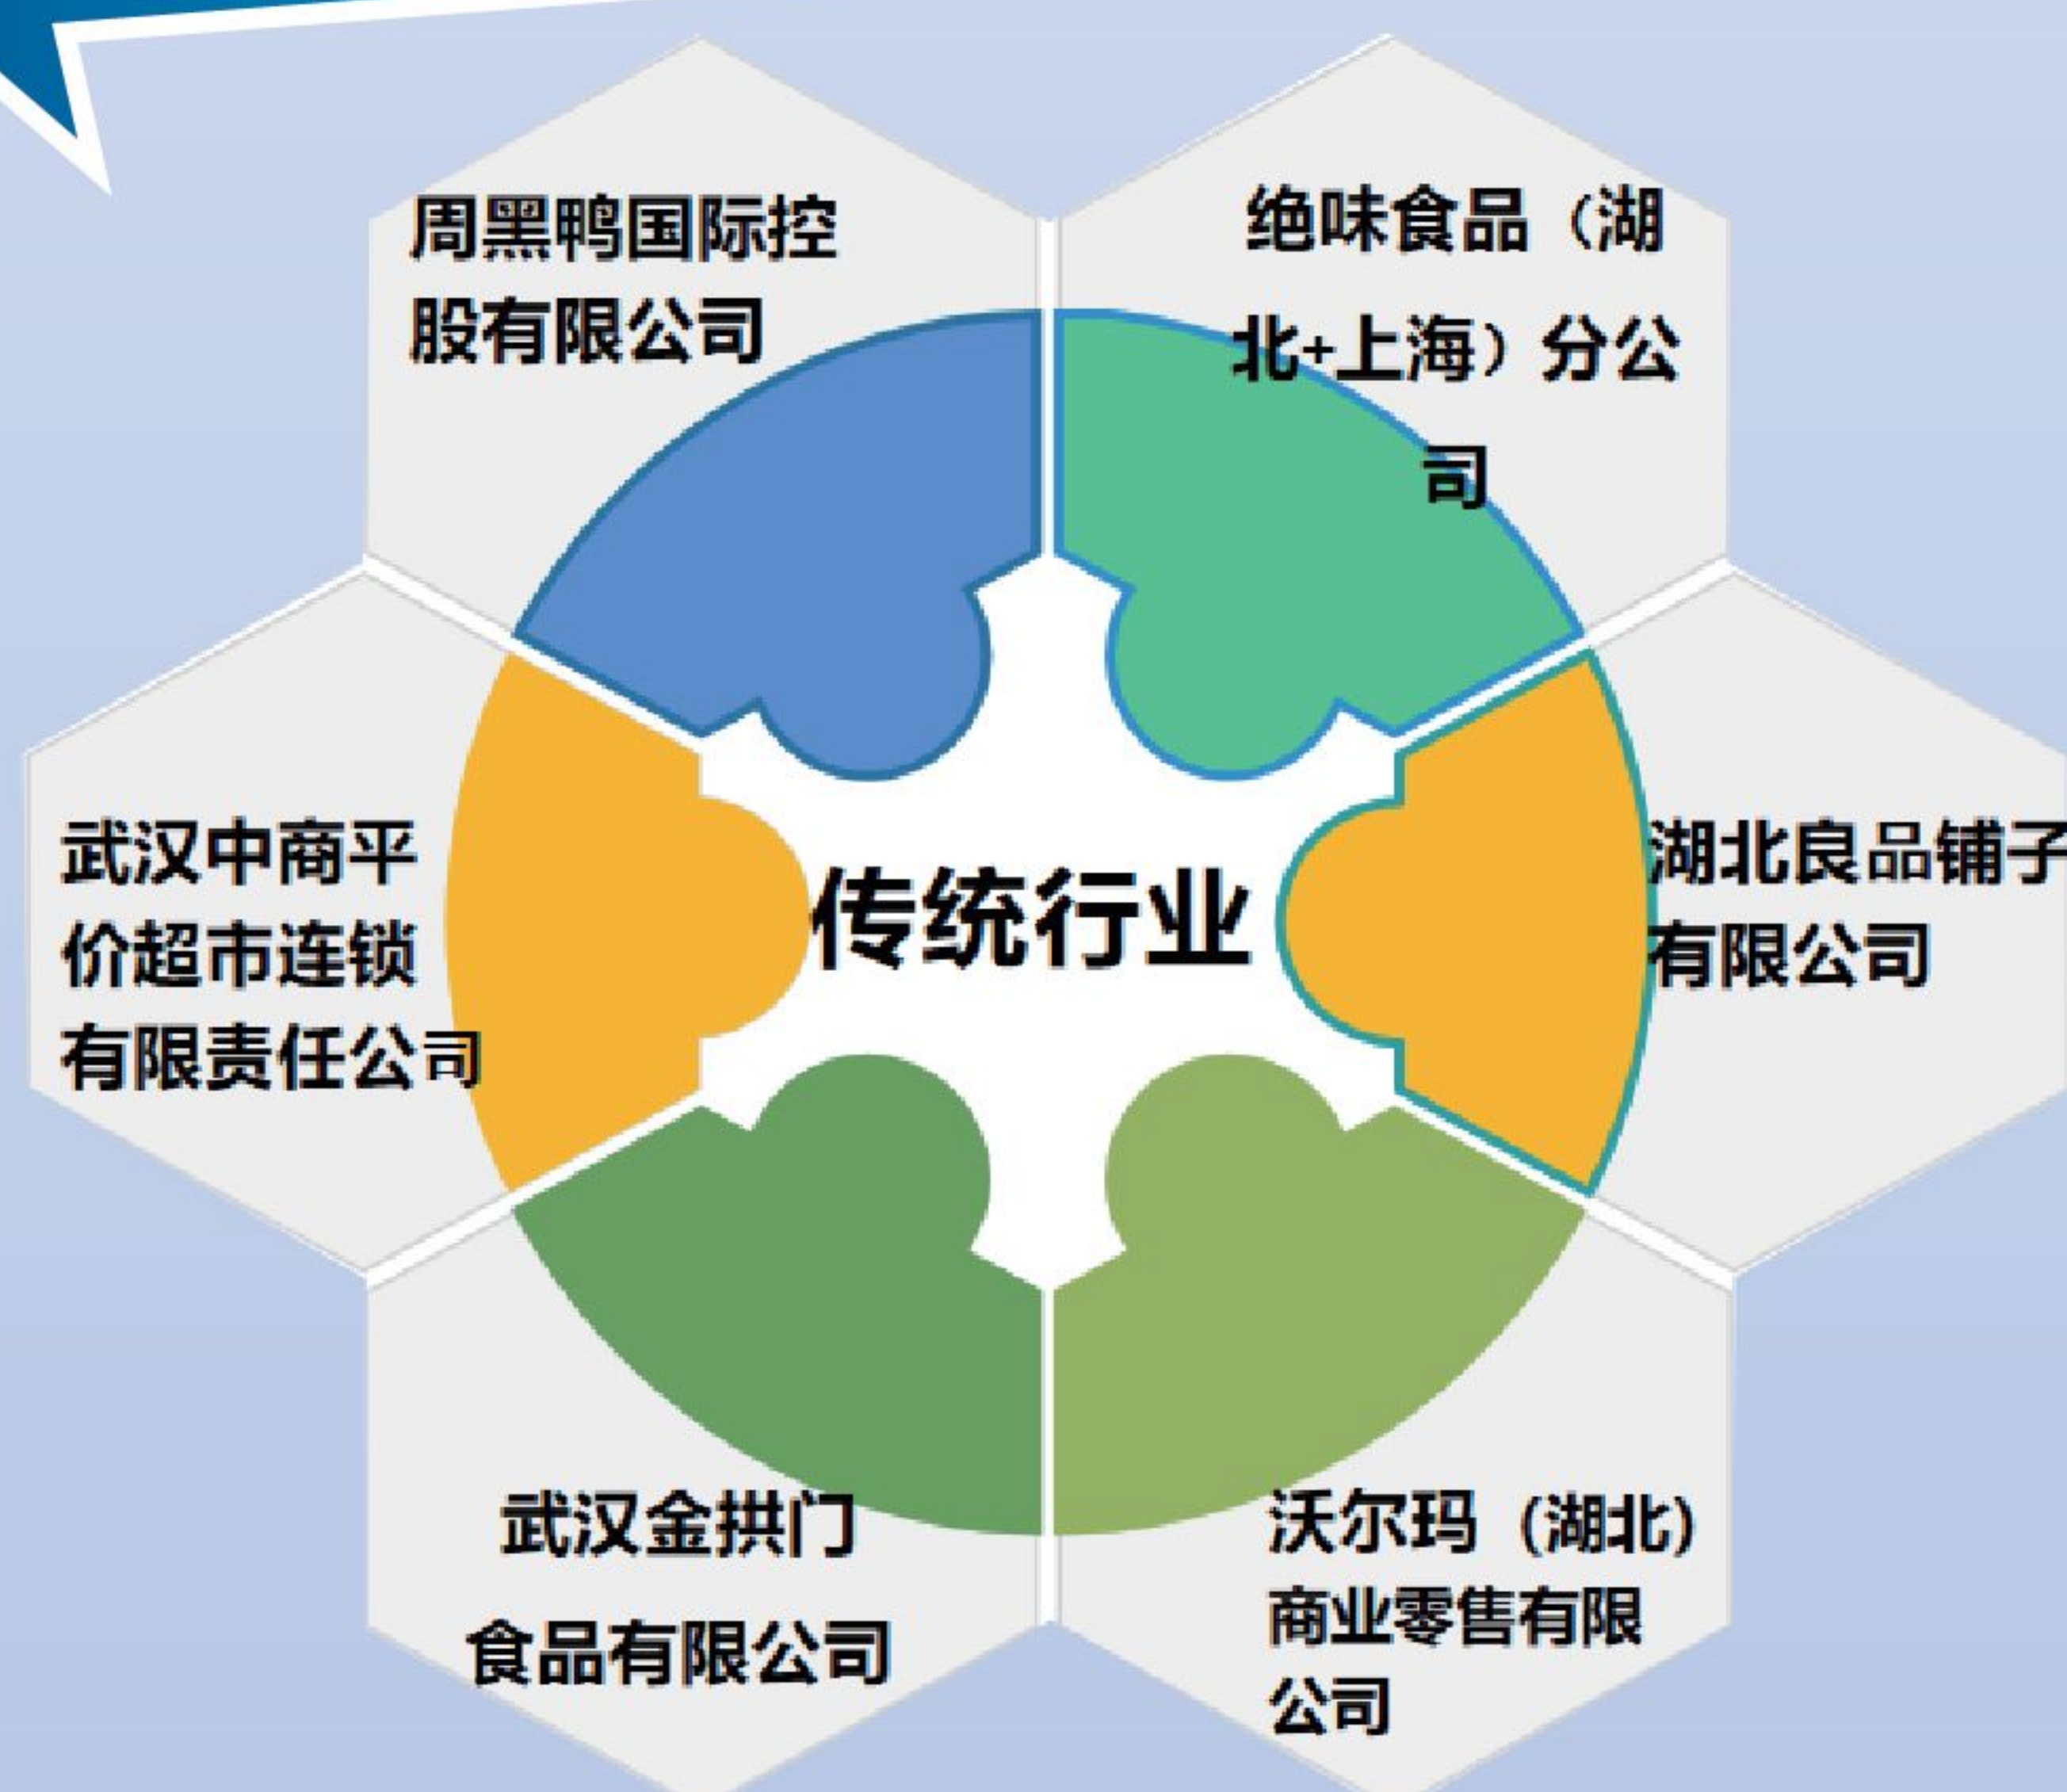 周黑鸭国际控
股有限公司
绝味食品（湖
北+上海）分公
司
武汉中商平
价超市连锁
有限责任公司
传统行业
湖北良品铺子
有限公司
武汉金拱门
食品有限公司
沃尔玛 (湖北)
商业零售有限
公司